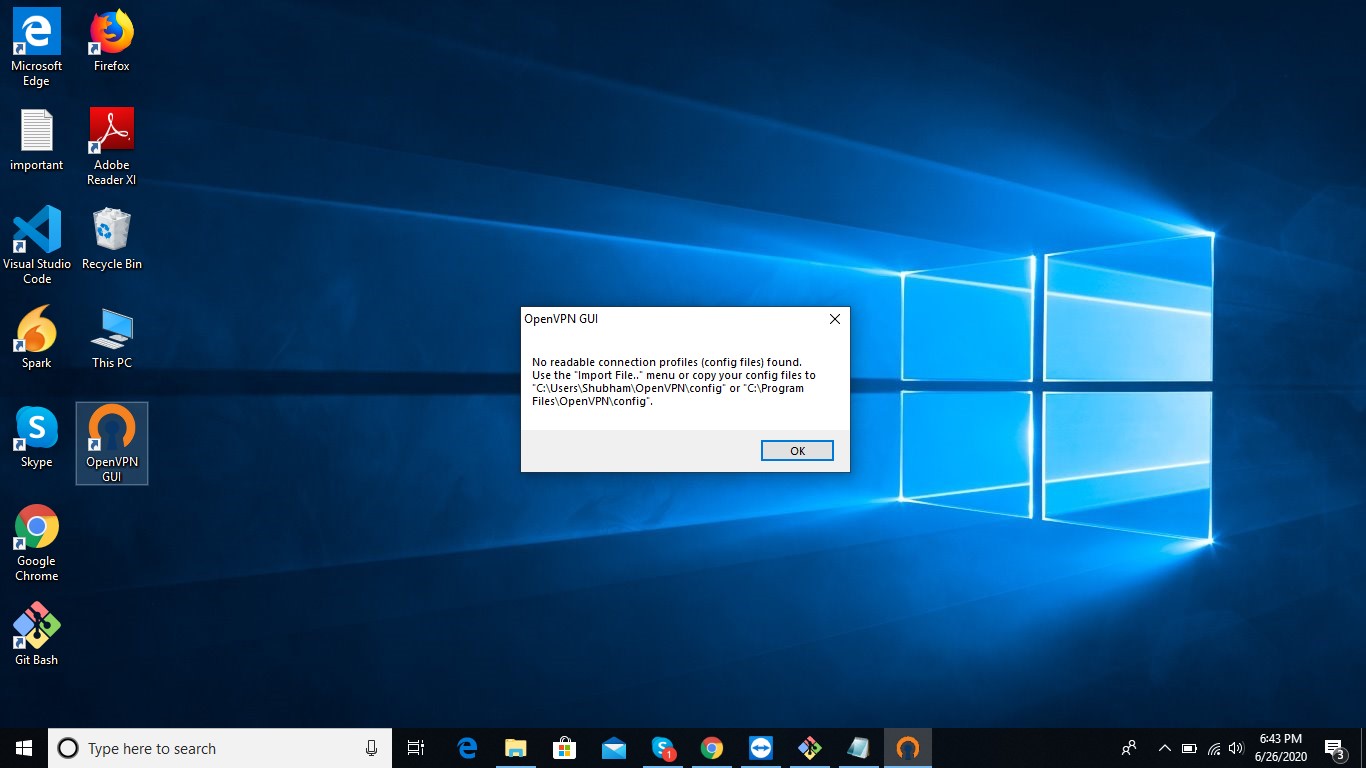 Microsoft
Edge
Firefox
important
Adobe
Reader XI
Visual Studio
Code
Recycle Bin
Spark
This PC
Skype
OpenVPN
GUI
Google
Chrome
Git Bash
OpenVPN GUI
No readable connection profiles (config files) found.
Use the "Import File.." menu or copy your config files to
"C:\Users\Shubham\OpenVPN\config" or "C:\Program
Files\OpenVPN\config".
OK
Type here to search
1
6:43 PM
6/26/2020
3